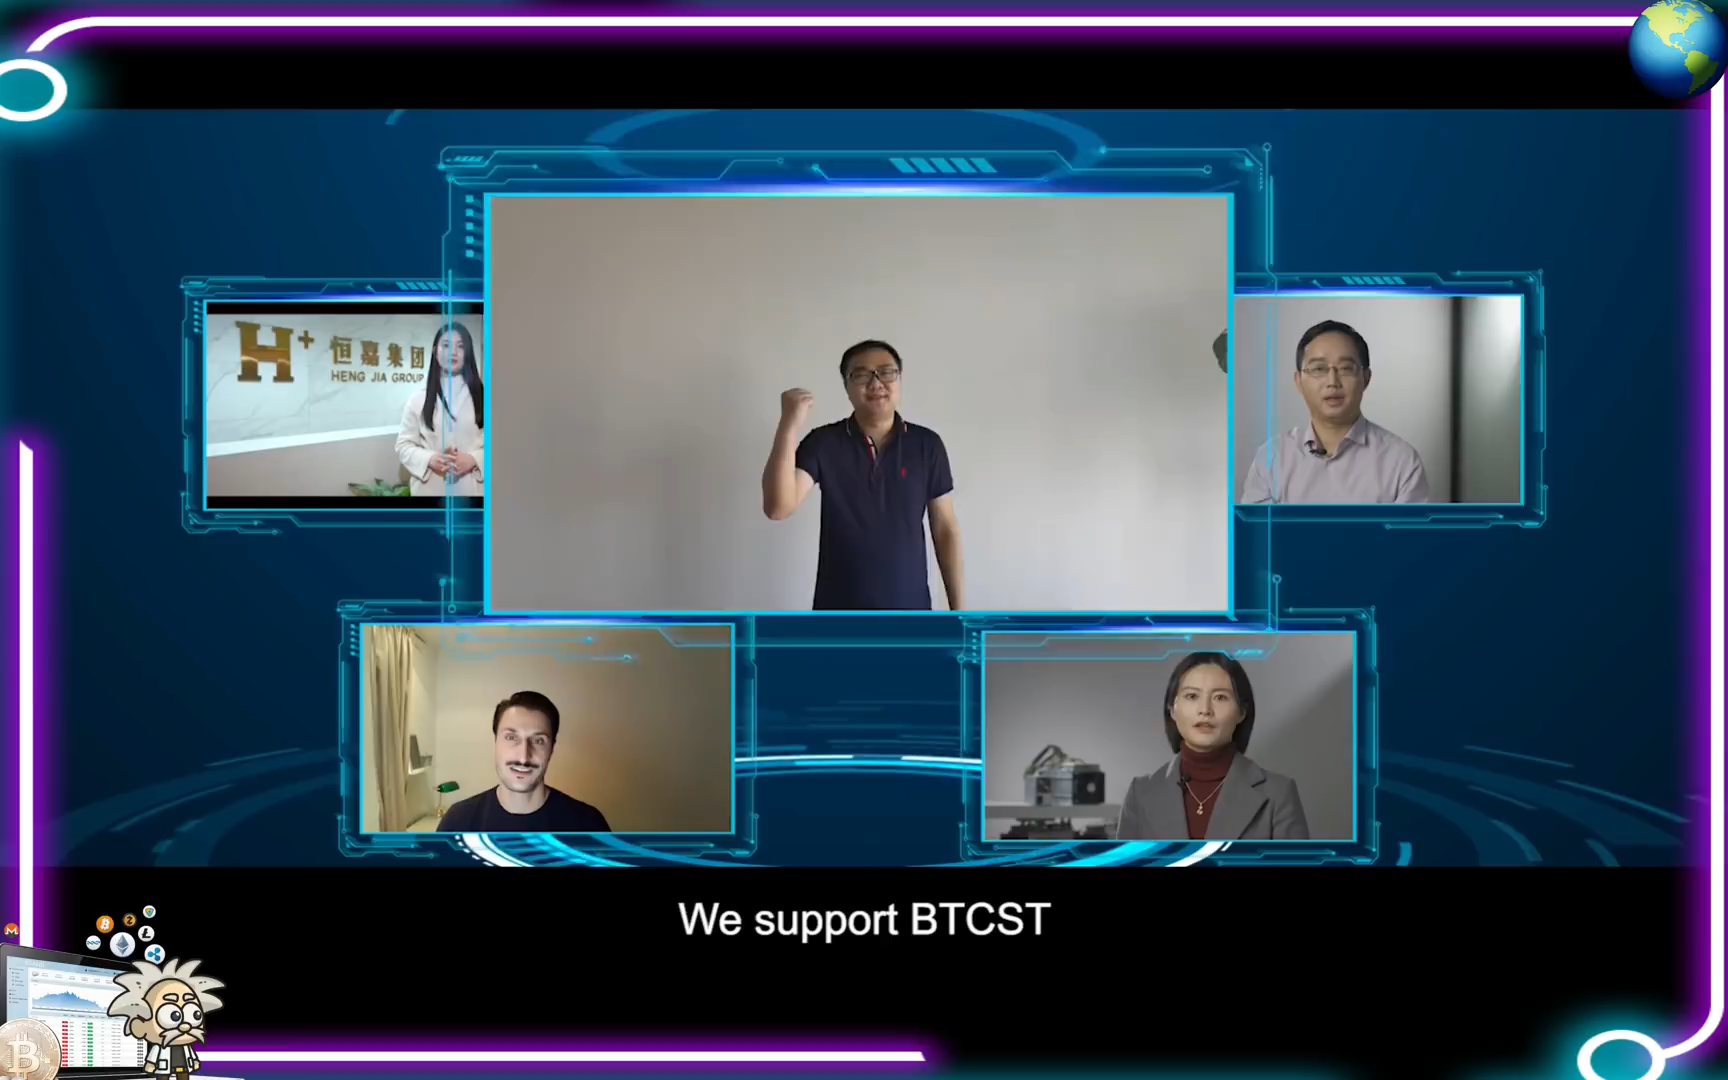 H+ 恒嘉集团
HENG JIA GROUP
We support BTCST